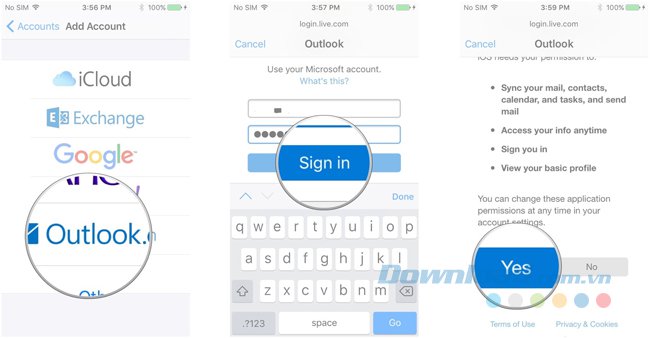 No SIM 3:56 PM 100%
Accounts Add Account
iCloud
Exchange
Google
Outlook.
No SIM 3:57 PM 100%
login.live.com
Cancel Outlook
Use your Microsoft account.
What's this?
Sign in
Done
q w e r t y u i o p
a s d f g h j k l
z x c v b n m
.?123 space Go
No SIM 3:59 PM 100%
login.live.com
Cancel Outlook
iOS needs your permission to:
• Sync your mail, contacts,
calendar, and tasks, and send
mail
• Access your info anytime
• Sign you in
• View your basic profile
You can change these application
permissions at any time in your
account settings.
Yes No
.com.vn
Terms of Use Privacy & Cookies